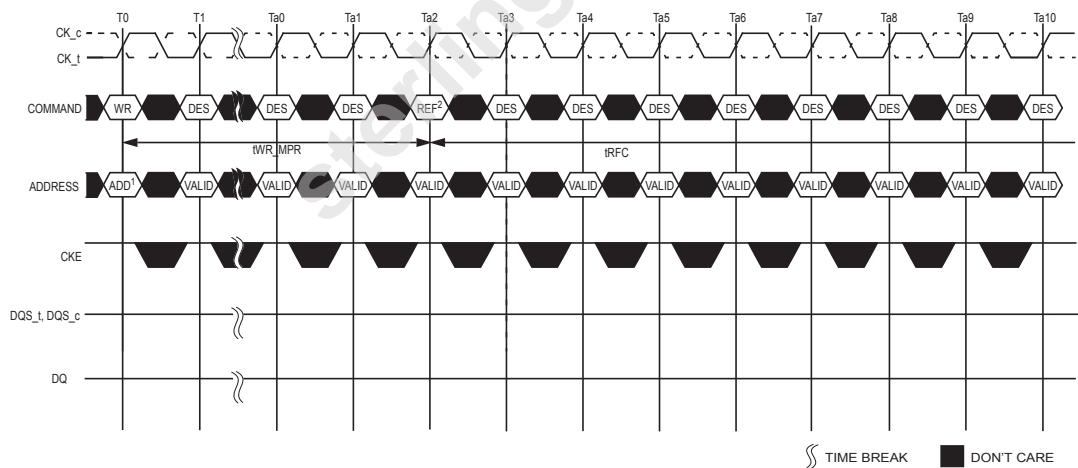 T0 T1 Ta0 Ta1 Ta2 Ta3 Ta4 Ta5 Ta6 Ta7 Ta8 Ta9 Ta10
CK_c
CK_t
COMMAND WR DES DES DES REF² DES DES DES DES DES DES DES DES
tWR_MPR tRFC
ADDRESS ADD¹ VALID VALID VALID VALID VALID VALID VALID VALID VALID VALID VALID VALID
CKE
DQS_t, DQS_c
DQ
TIME BREAK DON'T CARE
sterling